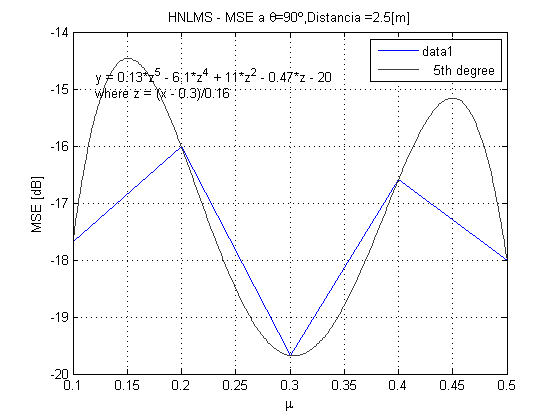 HNLMS - MSE a θ=90º,Distancia =2.5[m]
-14
-15
-16
-17
-18
-19
-20
MSE [dB]
y = 0.13*z^5 - 6.1*z^4 + 11*z^2 - 0.47*z - 20
where z = (x - 0.3)/0.16
data1
5th degree
0.1 0.15 0.2 0.25 0.3 0.35 0.4 0.45 0.5
μ